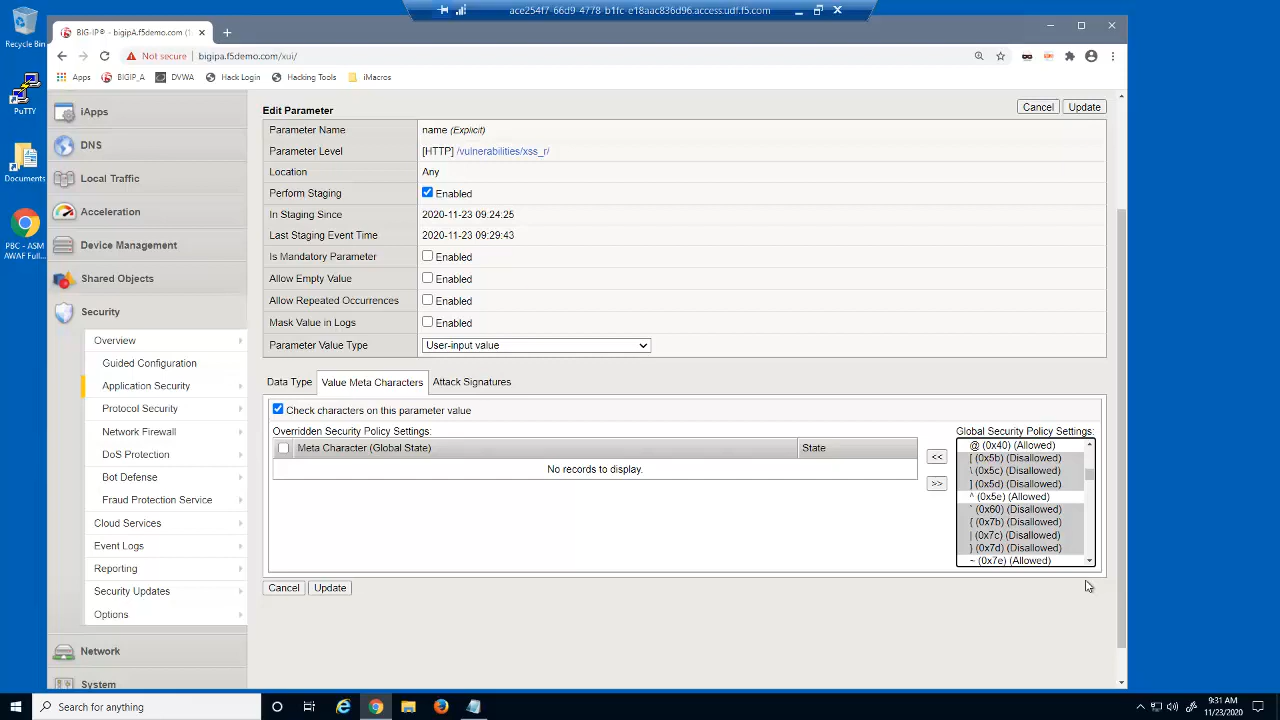 ace254f7-66d9-4778-b1fc-e18aac836d96.access.udf.f5.com
Recycle Bin
PuTTY
Documents
PBC - ASM
AWAF Full...
BIG-IP® - bigipA.f5demo.com (1
Not secure | bigipa.f5demo.com/xui/
Apps
BIGIP_A
DVWA
Hack Login
Hacking Tools
iMacros
iApps
DNS
Local Traffic
Acceleration
Device Management
Shared Objects
Security
Overview
Guided Configuration
Application Security
Protocol Security
Network Firewall
DoS Protection
Bot Defense
Fraud Protection Service
Cloud Services
Event Logs
Reporting
Security Updates
Options
Network
System
Edit Parameter
Cancel Update
Parameter Name name (Explicit)
Parameter Level [HTTP] /vulnerabilities/xss_r/
Location Any
Perform Staging Enabled
In Staging Since 2020-11-23 09:24:25
Last Staging Event Time 2020-11-23 09:29:43
Is Mandatory Parameter Enabled
Allow Empty Value Enabled
Allow Repeated Occurrences Enabled
Mask Value in Logs Enabled
Parameter Value Type User-input value
Data Type Value Meta Characters Attack Signatures
Check characters on this parameter value
Overridden Security Policy Settings:
Meta Character (Global State) State
No records to display.
<<
>>
Global Security Policy Settings:
@ (0x40) (Allowed)
[ (0x5b) (Disallowed)
\ (0x5c) (Disallowed)
] (0x5d) (Disallowed)
^ (0x5e) (Allowed)
` (0x60) (Disallowed)
{ (0x7b) (Disallowed)
| (0x7c) (Disallowed)
} (0x7d) (Disallowed)
~ (0x7e) (Allowed)
Cancel Update
Search for anything
9:31 AM
11/23/2020